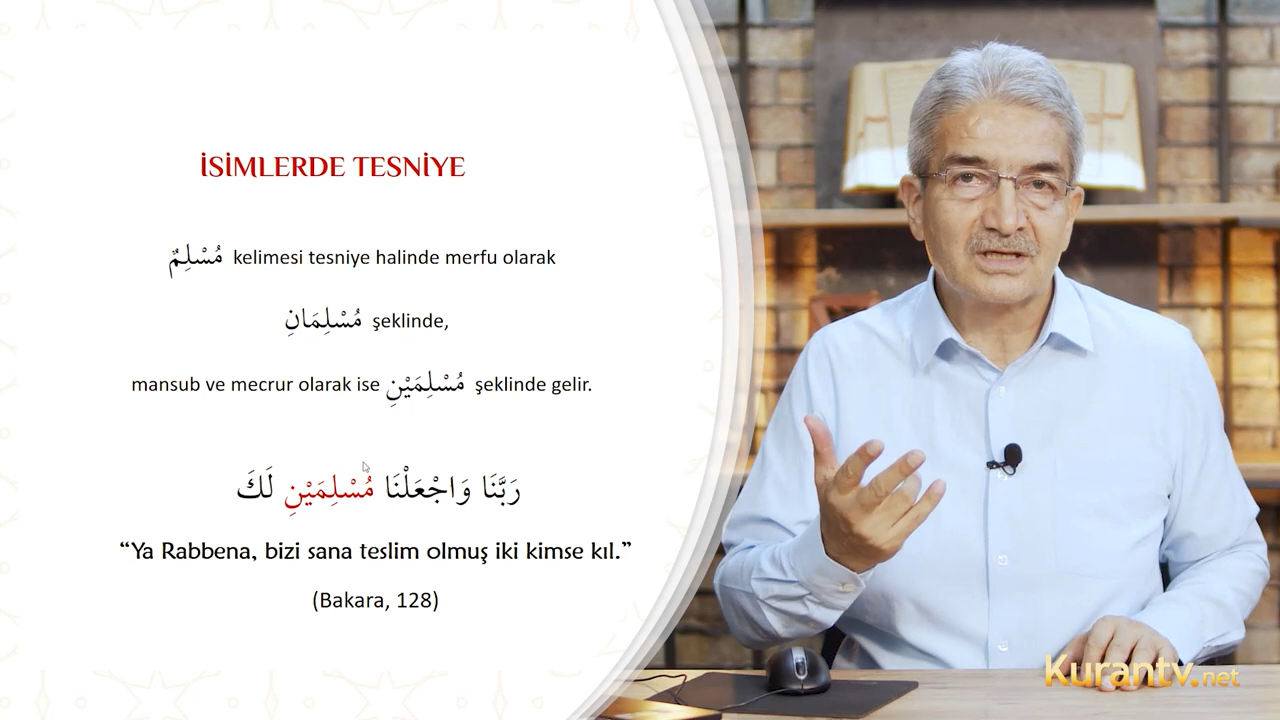 İSİMLERDE TESNİYE
مُسْلِمٌ kelimesi tesniye halinde merfu olarak
مُسْلِمَانِ şeklinde,
mansub ve mecrur olarak ise مُسْلِمَيْنِ şeklinde gelir.
رَبَّنَا وَاجْعَلْنَا مُسْلِمَيْنِ لَكَ
“Ya Rabbena, bizi sana teslim olmuş iki kimse kıl.”
(Bakara, 128)
Kurantv.net